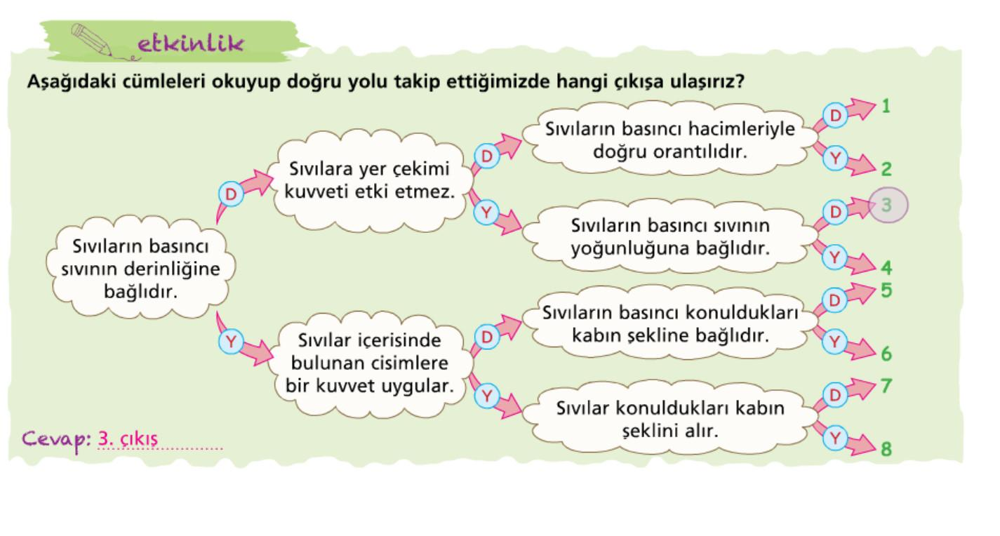 etkinlik
Aşağıdaki cümleleri okuyup doğru yolu takip ettiğimizde hangi çıkışa ulaşırız?
Sıvıların basıncı
sıvının derinliğine
bağlıdır.
D
Y
Sıvılara yer çekimi
kuvveti etki etmez.
D
Y
Sıvılar içerisinde
bulunan cisimlere
bir kuvvet uygular.
D
Y
Sıvıların basıncı hacimleriyle
doğru orantılıdır.
D
1
Y
2
Sıvıların basıncı sıvının
yoğunluğuna bağlıdır.
D
3
Y
4
Sıvıların basıncı konuldukları
kabın şekline bağlıdır.
D
5
Y
6
Sıvılar konuldukları kabın
şeklini alır.
D
7
Y
8
Cevap: 3. çıkış